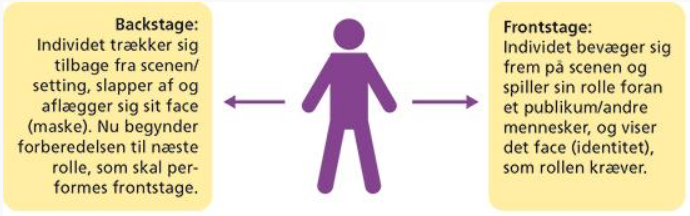 Backstage:
Individet trækker sig
tilbage fra scenen/
setting, slapper af og
aflægger sig sit face
(maske). Nu begynder
forberedelsen til næste
rolle, som skal per-
formes frontstage.
Frontstage:
Individet bevæger sig
frem på scenen og
spiller sin rolle foran
et publikum/andre
mennesker, og viser
det face (identitet),
som rollen kræver.